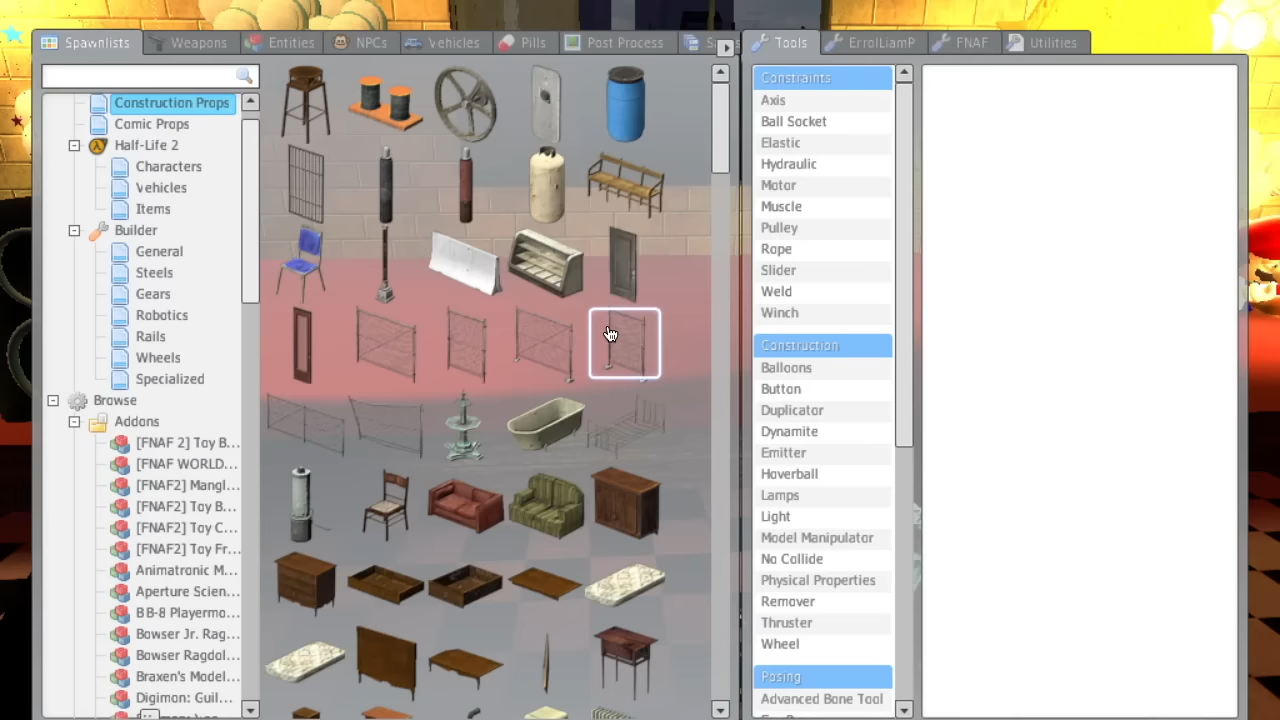 Spawnlists
Weapons
Entities
NPCs
Vehicles
Pills
Post Process
Tools
ErrolLiamP
FNAF
Utilities
Construction Props
Comic Props
Half-Life 2
Characters
Vehicles
Items
Builder
General
Steels
Gears
Robotics
Rails
Wheels
Specialized
Browse
Addons
[FNAF 2] Toy B...
[FNAF WORLD...
[FNAF2] Mangl...
[FNAF2] Toy B...
[FNAF2] Toy C...
[FNAF2] Toy Fr...
Animatronic M...
Aperture Scien...
BB-8 Playermo...
Bowser Jr. Rag...
Bowser Ragdol...
Braxen's Model...
Digimon: Guil...
Constraints
Axis
Ball Socket
Elastic
Hydraulic
Motor
Muscle
Pulley
Rope
Slider
Weld
Winch
Construction
Balloons
Button
Duplicator
Dynamite
Emitter
Hoverball
Lamps
Light
Model Manipulator
No Collide
Physical Properties
Remover
Thruster
Wheel
Posing
Advanced Bone Tool